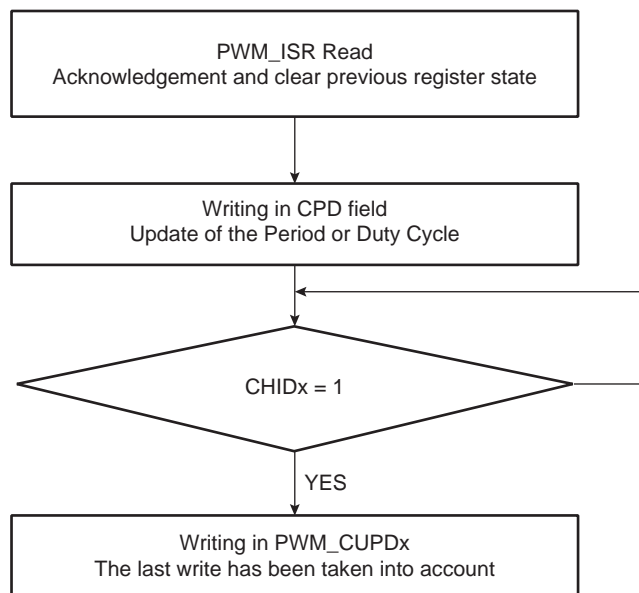 PWM_ISR Read
Acknowledgement and clear previous register state
Writing in CPD field
Update of the Period or Duty Cycle
CHIDx = 1
YES
Writing in PWM_CUPDx
The last write has been taken into account